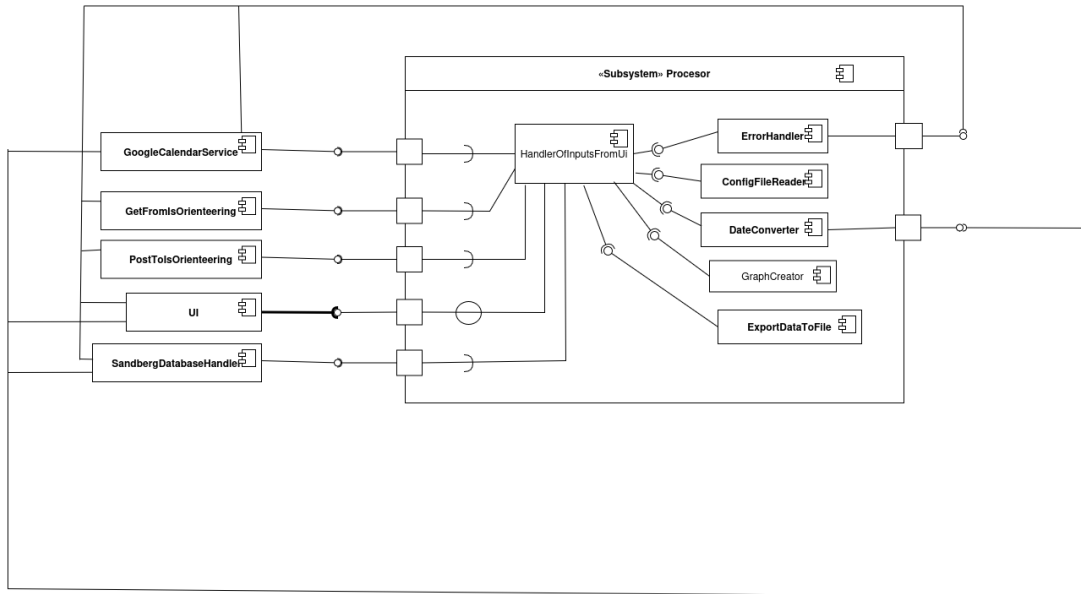 «Subsystem» Procesor
GoogleCalendarService
GetFromIsOrienteering
PostToIsOrienteering
UI
SandbergDatabaseHandler
HandlerOfInputsFromUi
ErrorHandler
ConfigFileReader
DateConverter
GraphCreator
ExportDataToFile